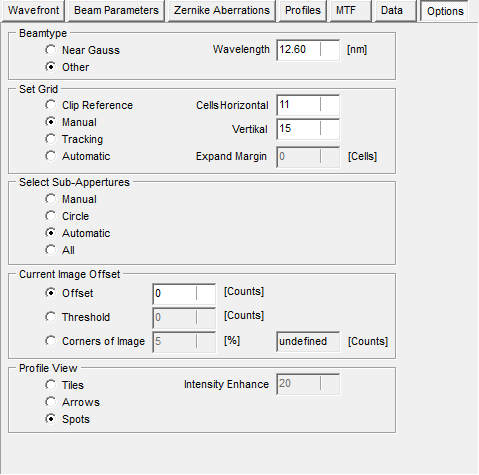 Wavefront Beam Parameters Zernike Aberrations Profiles MTF Data Options
Beamtype
Near Gauss Wavelength 12.60 [nm]
Other
Set Grid
Clip Reference CellsHorizontal 11
Manual Vertikal 15
Tracking
Automatic Expand Margin 0 [Cells]
Select Sub-Appertures
Manual
Circle
Automatic
All
Current Image Offset
Offset 0 [Counts]
Threshold 0 [Counts]
Corners of Image 5 [%] undefined [Counts]
Profile View
Tiles Intensity Enhance 20
Arrows
Spots